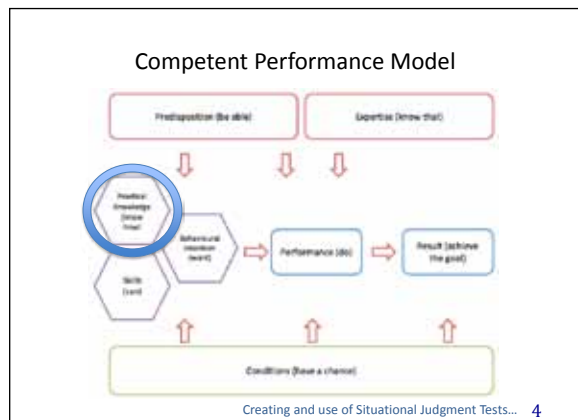 Competent Performance Model
Predisposition (be able)
Expertise (know that)
Practical
Knowledge
(know
how)
Behavioural
Intention
(want)
Skills
(can)
Performance (do)
Result (achieve
the goal)
Conditions (have a chance)
Creating and use of Situational Judgment Tests... 4